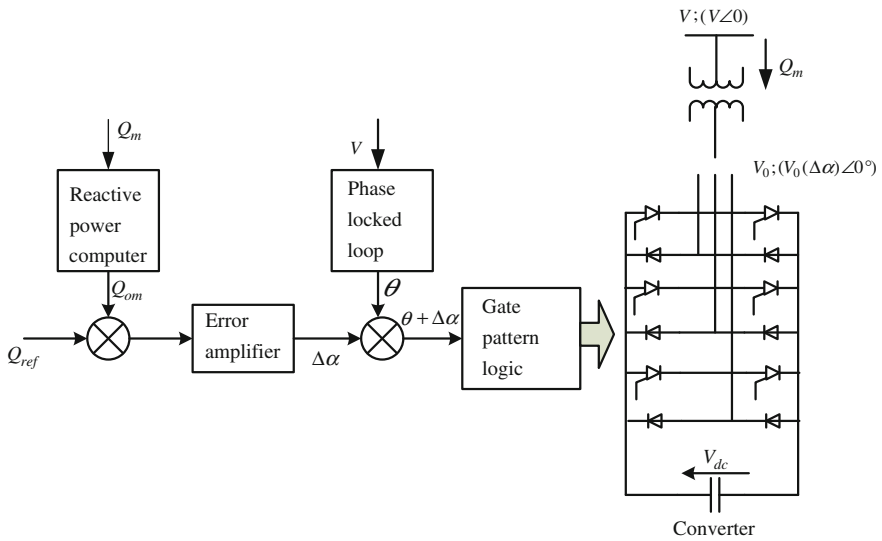 V;(V∠0)
Q_m
Q_m
V
V_0;(V_0(Δα)∠0°)
Reactive
power
computer
Phase
locked
loop
Q_om
θ
θ + Δα
Gate
pattern
logic
Error
amplifier
Q_ref
Δα
V_dc
Converter